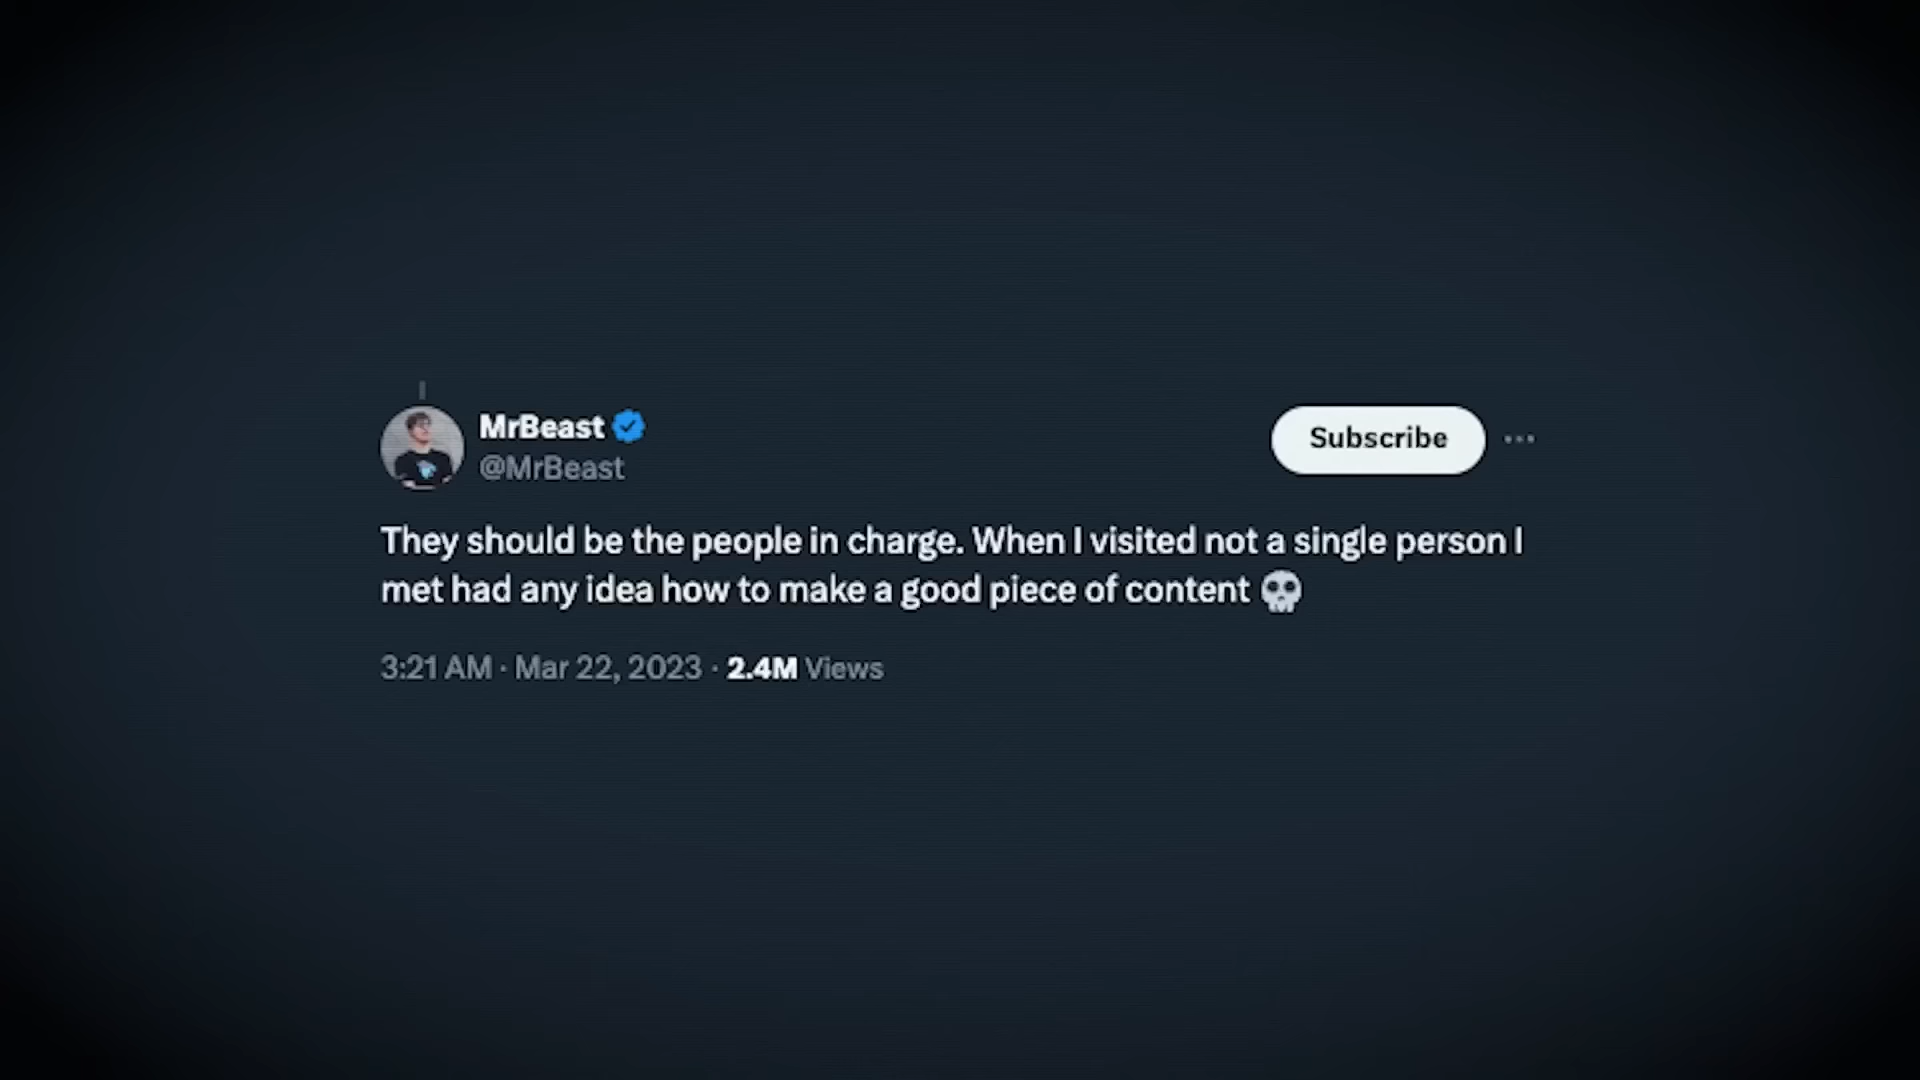 MrBeast
@MrBeast
Subscribe
They should be the people in charge. When I visited not a single person I
met had any idea how to make a good piece of content 💀
3:21 AM · Mar 22, 2023 · 2.4M Views